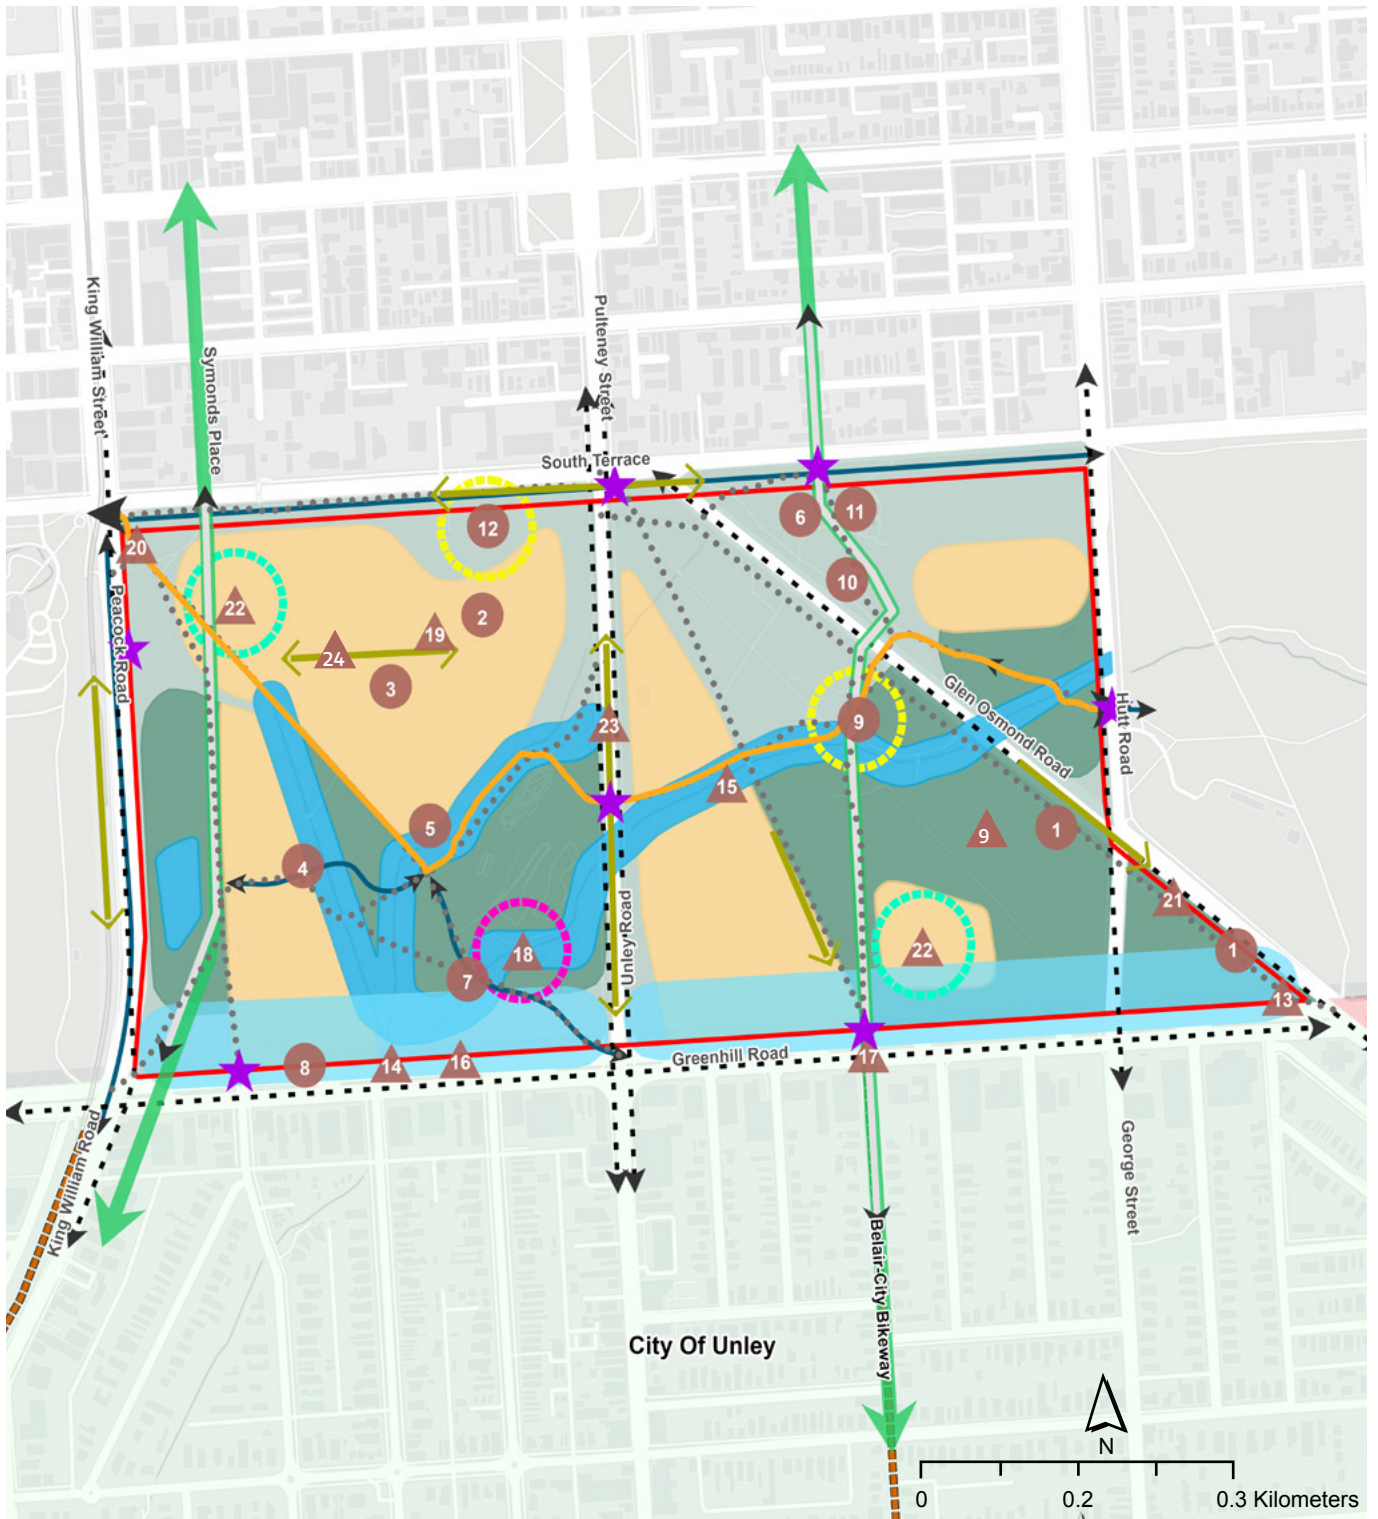 King William Street
Symonds Place
Pulteney Street
South Terrace
12
6
11
20
10
22
2
19
24
3
Peacock Road
Glen Osmond Road
Hutt Road
9
23
15
5
1
9
4
21
18
22
1
7
Unley Road
13
8
14
16
17
Greenhill Road
King William Road
George Street
Belair-City Bikeway
City Of Unley
N
0 0.2 0.3 Kilometers